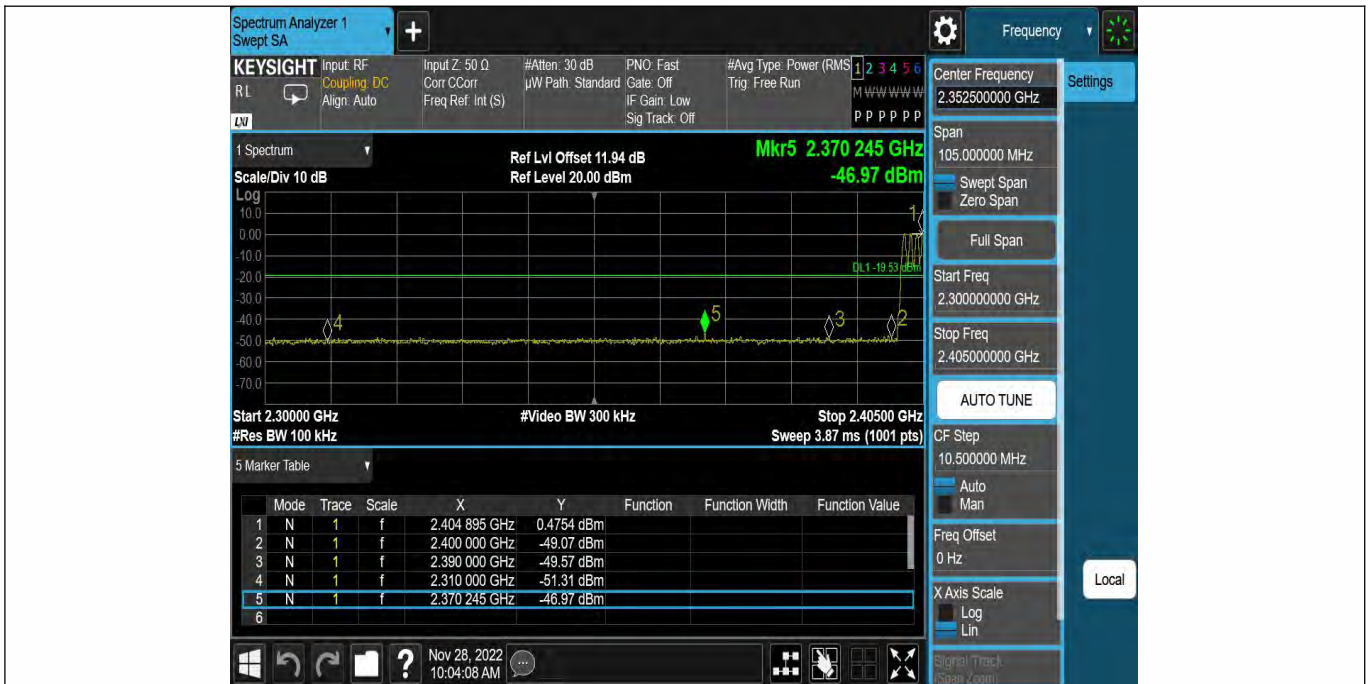 Spectrum Analyzer 1
Swept SA
+
Frequency
KEYSIGHT
RL
LXI
Input: RF
Coupling: DC
Align: Auto
Input Z: 50 Ω
Corr CCorr
Freq Ref: Int (S)
#Atten: 30 dB
µW Path: Standard
PNO: Fast
Gate: Off
IF Gain: Low
Sig Track: Off
#Avg Type: Power (RMS
Trig: Free Run
1 2 3 4 5 6
M W W W W W
P P P P P P
1 Spectrum
Scale/Div 10 dB
Ref Lvl Offset 11.94 dB
Ref Level 20.00 dBm
Mkr5 2.370 245 GHz
-46.97 dBm
Log
10.0
0.00
-10.0
-20.0
-30.0
-40.0
-50.0
-60.0
-70.0
1
DL1 -19.53 dBm
4
5
3
2
Start 2.30000 GHz
#Res BW 100 kHz
#Video BW 300 kHz
Stop 2.40500 GHz
Sweep 3.87 ms (1001 pts)
5 Marker Table
Mode Trace Scale X Y Function Function Width Function Value
1 N 1 f 2.404 895 GHz 0.4754 dBm
2 N 1 f 2.400 000 GHz -49.07 dBm
3 N 1 f 2.390 000 GHz -49.57 dBm
4 N 1 f 2.310 000 GHz -51.31 dBm
5 N 1 f 2.370 245 GHz -46.97 dBm
6
?
Nov 28, 2022
10:04:08 AM
Center Frequency
2.352500000 GHz
Span
105.000000 MHz
Swept Span
Zero Span
Full Span
Start Freq
2.300000000 GHz
Stop Freq
2.405000000 GHz
AUTO TUNE
CF Step
10.500000 MHz
Auto
Man
Freq Offset
0 Hz
X Axis Scale
Log
Lin
Signal Track
(Span Zoom)
Settings
Local